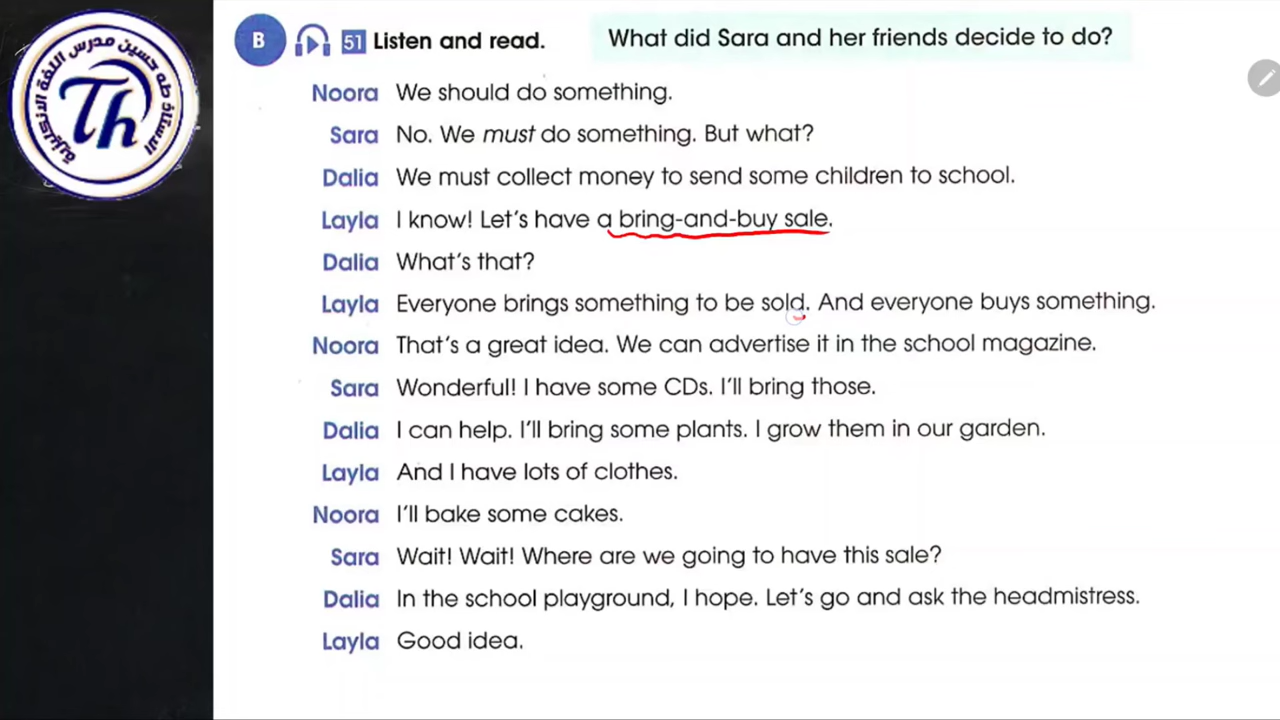 الاستاذ طه حسين مدرس اللغة الانكليزية
Th
B 51 Listen and read.
What did Sara and her friends decide to do?
Noora We should do something.
Sara No. We must do something. But what?
Dalia We must collect money to send some children to school.
Layla I know! Let's have a bring-and-buy sale.
Dalia What's that?
Layla Everyone brings something to be sold. And everyone buys something.
Noora That's a great idea. We can advertise it in the school magazine.
Sara Wonderful! I have some CDs. I'll bring those.
Dalia I can help. I'll bring some plants. I grow them in our garden.
Layla And I have lots of clothes.
Noora I'll bake some cakes.
Sara Wait! Wait! Where are we going to have this sale?
Dalia In the school playground, I hope. Let's go and ask the headmistress.
Layla Good idea.